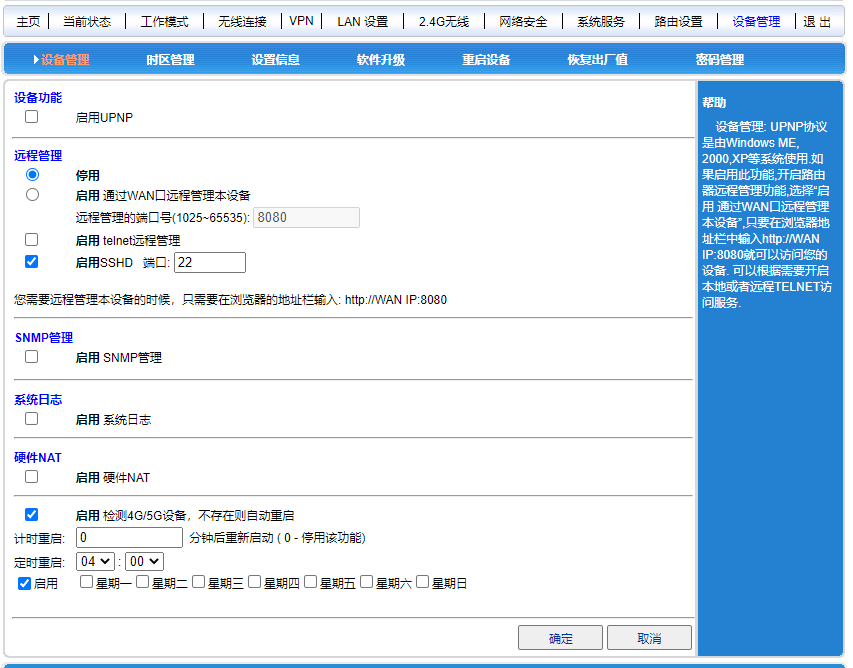 主页 当前状态 工作模式 无线连接 VPN LAN 设置 2.4G无线 网络安全 系统服务 路由设置 设备管理 退 出
设备管理 时区管理 设置信息 软件升级 重启设备 恢复出厂值 密码管理
设备功能
启用UPNP
远程管理
停用
启用 通过WAN口远程管理本设备
远程管理的端口号(1025~65535): 8080
启用 telnet远程管理
启用SSHD 端口: 22
您需要远程管理本设备的时候，只需要在浏览器的地址栏输入: http://WAN IP:8080
SNMP管理
启用 SNMP管理
系统日志
启用 系统日志
硬件NAT
启用 硬件NAT
启用 检测4G/5G设备，不存在则自动重启
计时重启: 0 分钟后重新启动 ( 0 - 停用该功能)
定时重启: 04 : 00
启用 星期一 星期二 星期三 星期四 星期五 星期六 星期日
确定 取消
帮助
设备管理: UPNP协议
是由Windows ME,
2000,XP等系统使用.如
果启用此功能,开启路由
器远程管理功能,选择“启
用 通过WAN口远程管理
本设备”,只要在浏览器地
址栏中输入http://WAN
IP:8080就可以访问您的
设备. 可以根据需要开启
本地或者远程TELNET访
问服务.